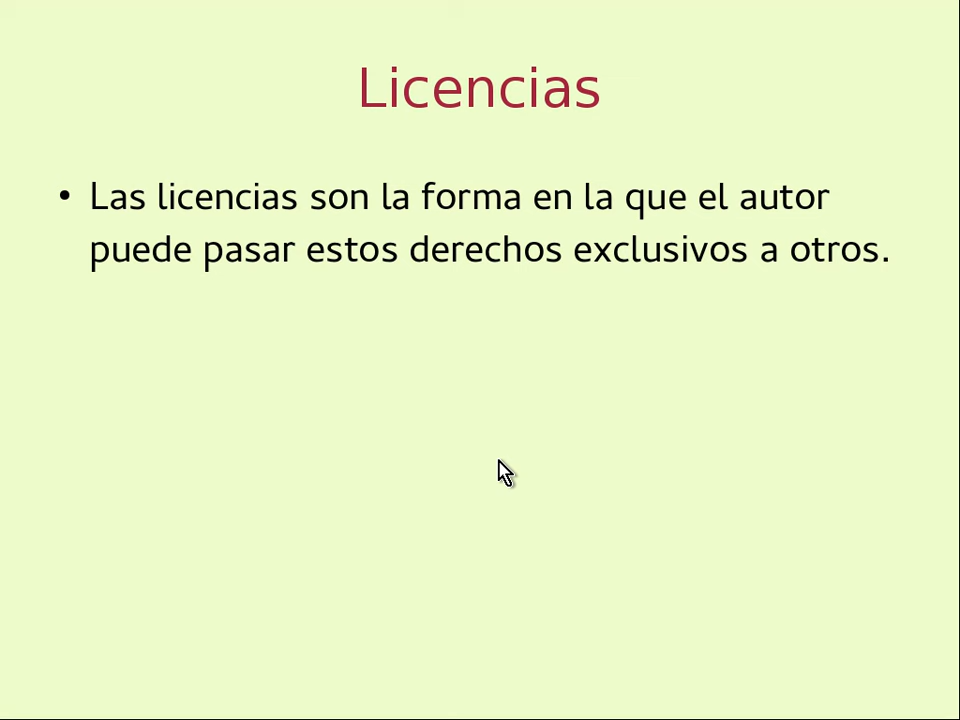 Licencias
• Las licencias son la forma en la que el autor
puede pasar estos derechos exclusivos a otros.